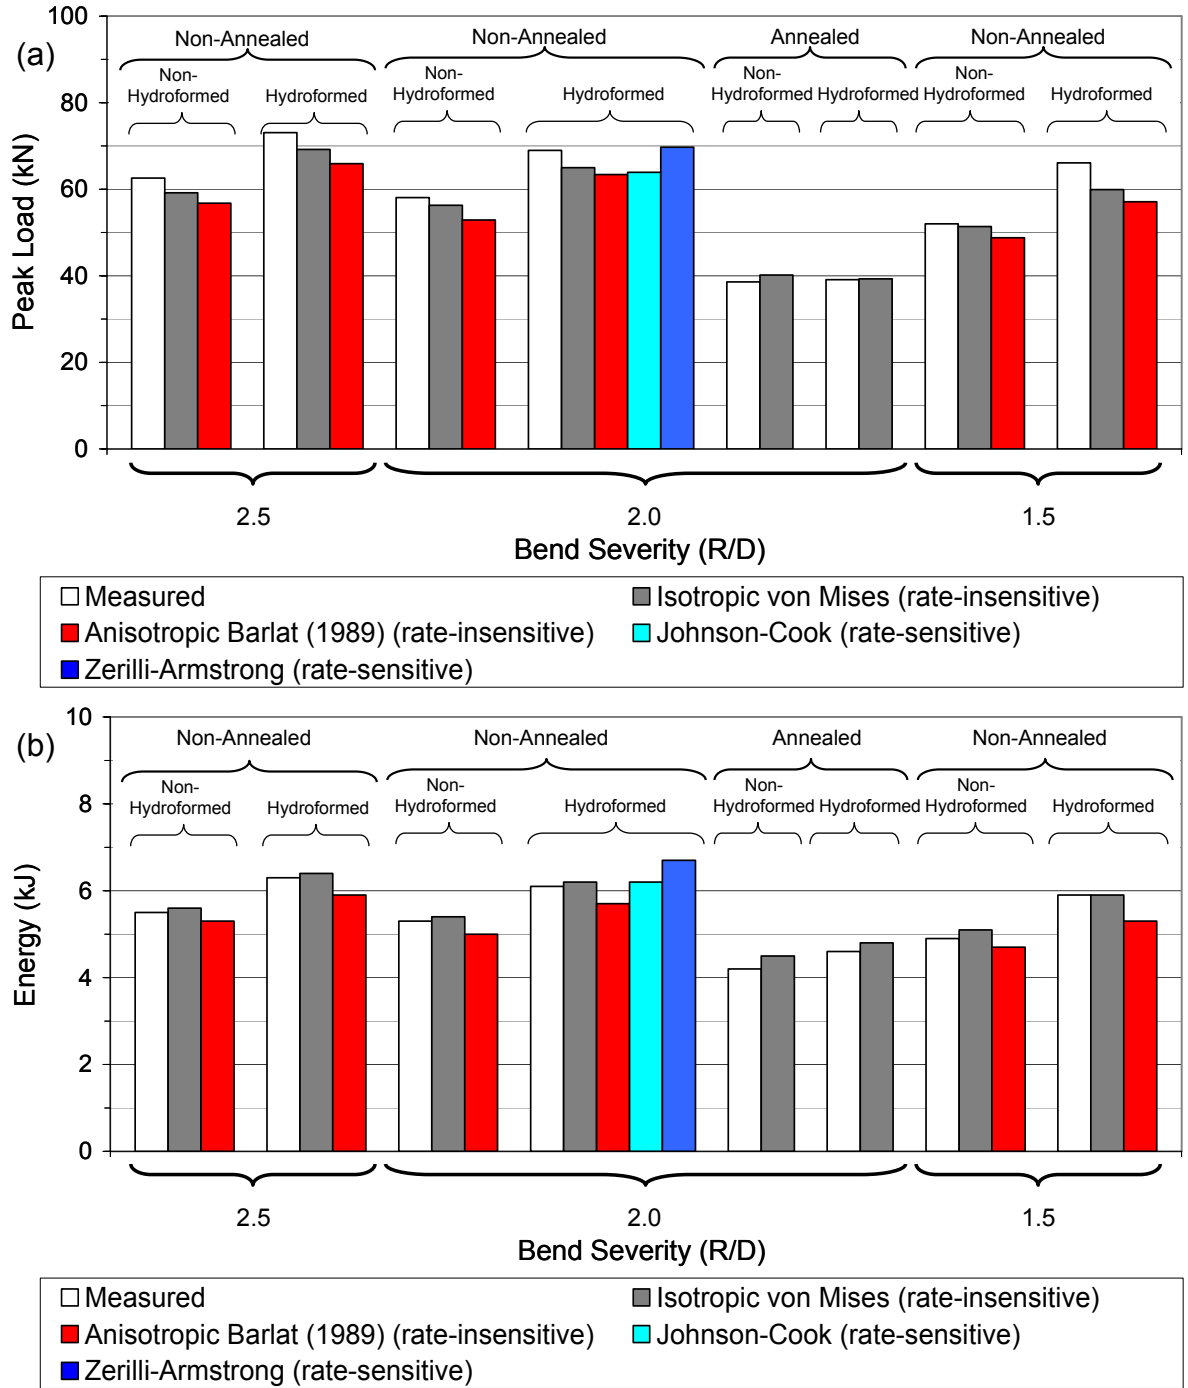 (a)
Non-Annealed
Non-Annealed
Annealed
Non-Annealed
Non-
Hydroformed
Hydroformed
Non-
Hydroformed
Hydroformed
Non-
Hydroformed
Hydroformed
Non-
Hydroformed
Hydroformed
Peak Load (kN)
100
80
60
40
20
0
2.5
2.0
1.5
Bend Severity (R/D)
Measured
Isotropic von Mises (rate-insensitive)
Anisotropic Barlat (1989) (rate-insensitive)
Johnson-Cook (rate-sensitive)
Zerilli-Armstrong (rate-sensitive)
(b)
Non-Annealed
Non-Annealed
Annealed
Non-Annealed
Non-
Hydroformed
Hydroformed
Non-
Hydroformed
Hydroformed
Non-
Hydroformed
Hydroformed
Non-
Hydroformed
Hydroformed
Energy (kJ)
10
8
6
4
2
0
2.5
2.0
1.5
Bend Severity (R/D)
Measured
Isotropic von Mises (rate-insensitive)
Anisotropic Barlat (1989) (rate-insensitive)
Johnson-Cook (rate-sensitive)
Zerilli-Armstrong (rate-sensitive)